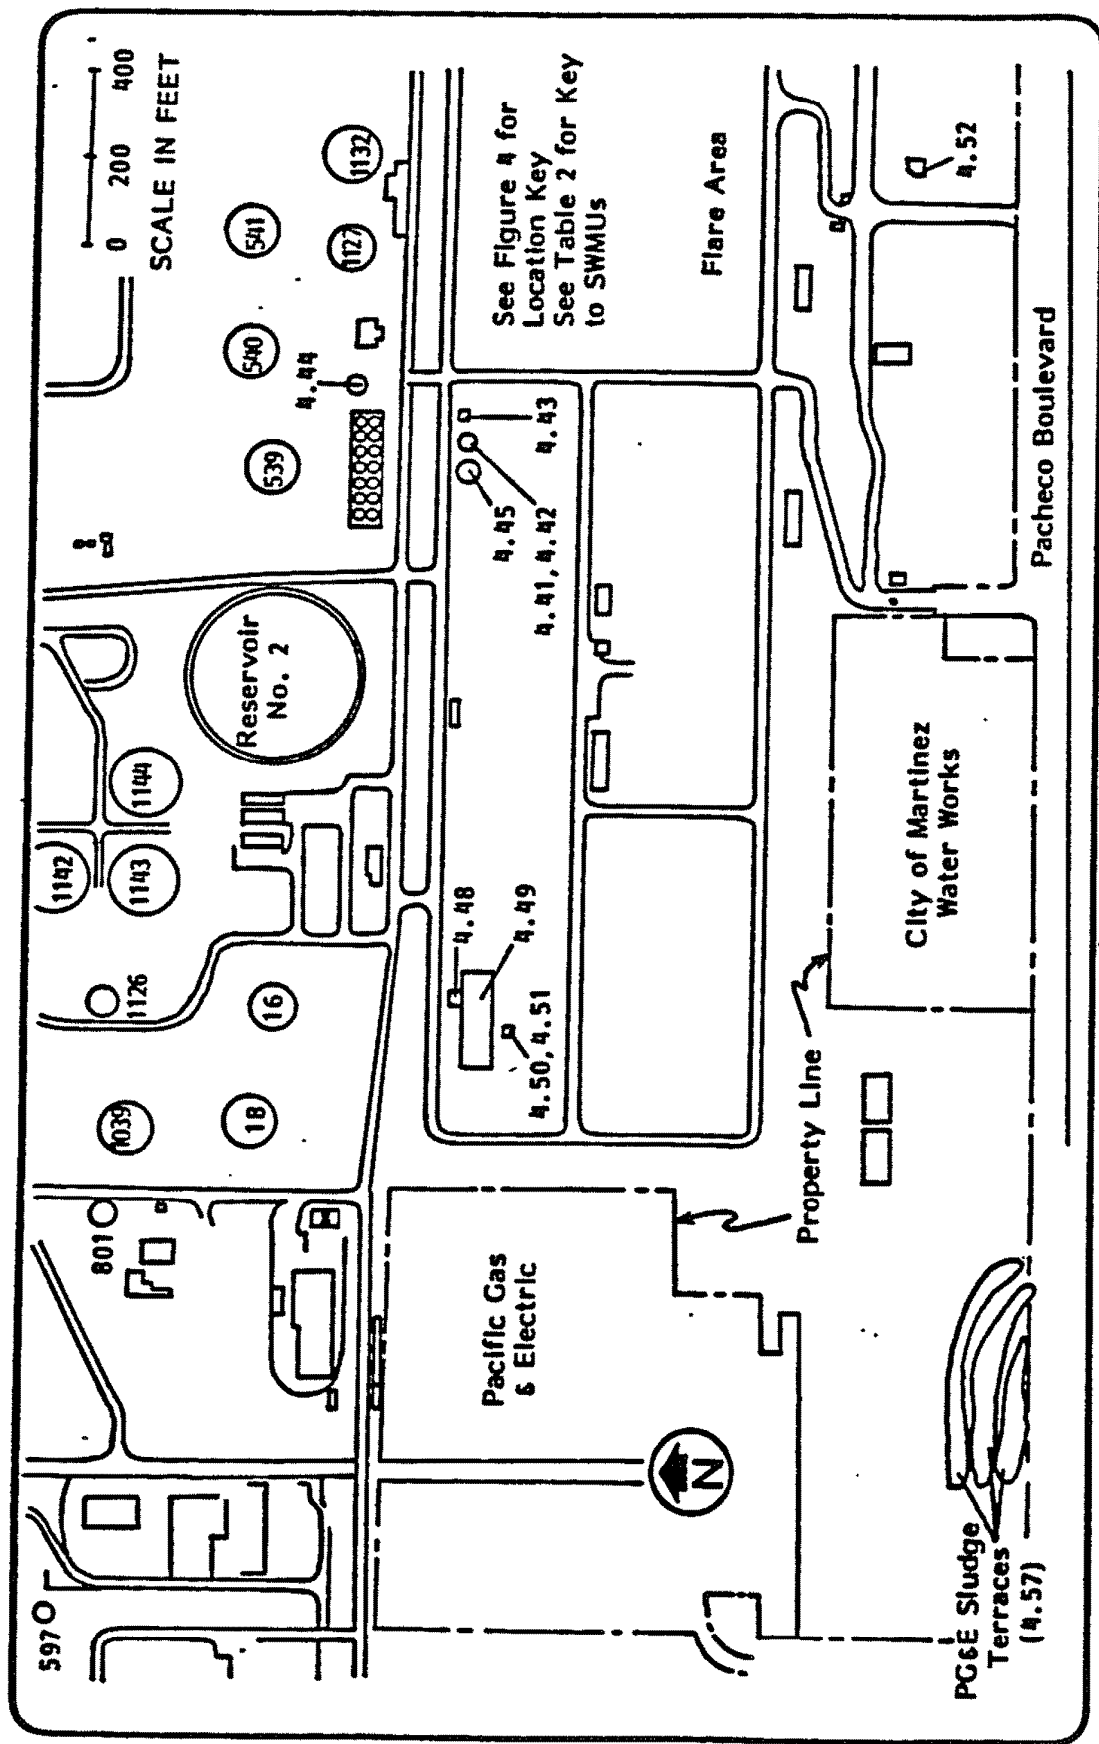 0 200 400
SCALE IN FEET
597
801
1039
1126
1142
1143
1144
18
16
Reservoir
No. 2
539
540
541
4.44
1127
1132
Pacific Gas
& Electric
4.48
4.49
4.50, 4.51
4.45
4.41, 4.42
4.43
See Figure 4 for
Location Key
See Table 2 for Key
to SWMUs
Flare Area
N
Property Line
City of Martinez
Water Works
4.52
PG&E Sludge
Terraces
(4.57)
Pacheco Boulevard